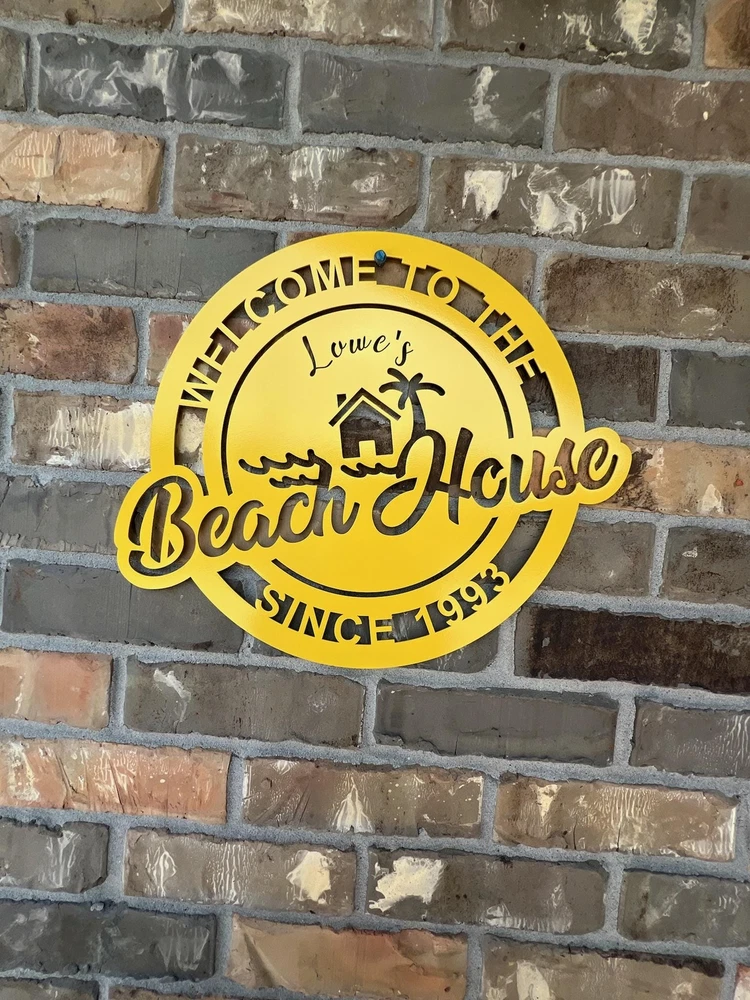 WELCOME TO THE
Lowe's
Beach House
SINCE 1993